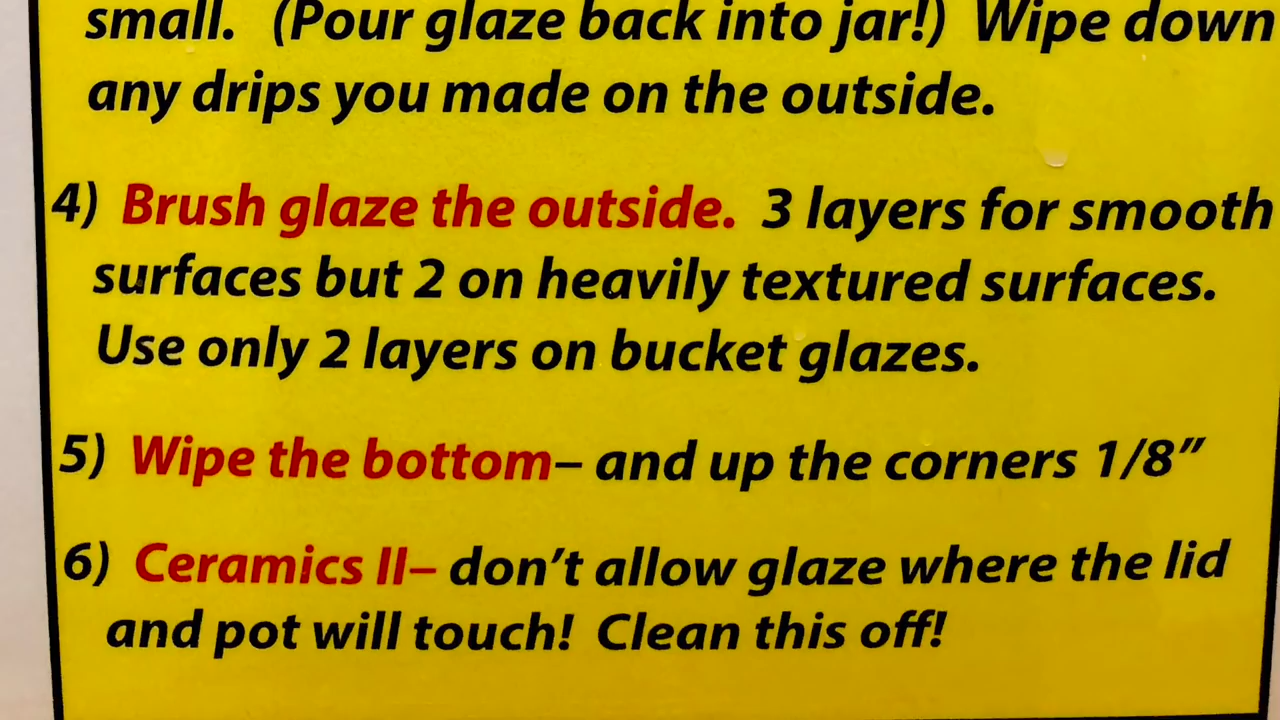 small. (Pour glaze back into jar!) Wipe down
any drips you made on the outside.
4) Brush glaze the outside. 3 layers for smooth
surfaces but 2 on heavily textured surfaces.
Use only 2 layers on bucket glazes.
5) Wipe the bottom– and up the corners 1/8”
6) Ceramics II– don’t allow glaze where the lid
and pot will touch! Clean this off!